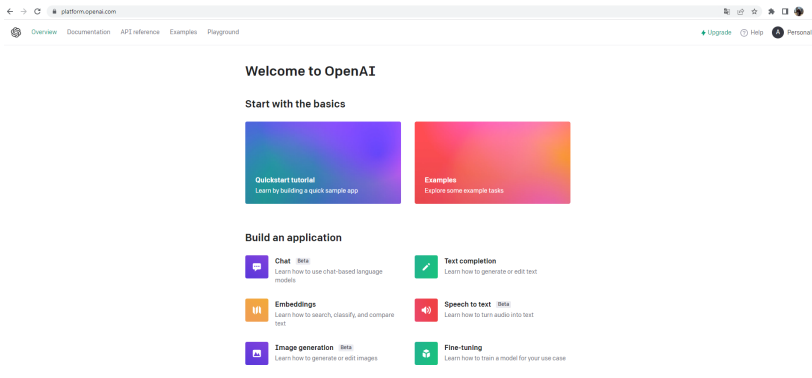 platform.openai.com
Overview Documentation API reference Examples Playground
Upgrade Help A Personal
Welcome to OpenAI
Start with the basics
Quickstart tutorial
Learn by building a quick sample app
Examples
Explore some example tasks
Build an application
Chat Beta
Learn how to use chat-based language
models
Text completion
Learn how to generate or edit text
Embeddings
Learn how to search, classify, and compare
text
Speech to text Beta
Learn how to turn audio into text
Image generation Beta
Learn how to generate or edit images
Fine-tuning
Learn how to train a model for your use case